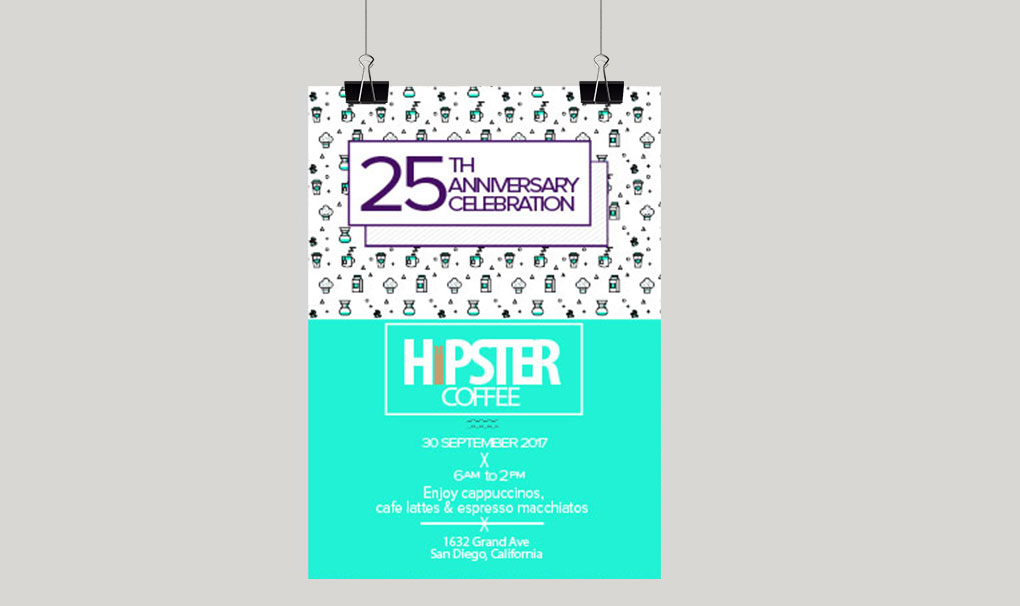 25TH
ANNIVERSARY
CELEBRATION
HIPSTER
COFFEE
30 SEPTEMBER 2017
X
6AM to 2PM
Enjoy cappuccinos,
cafe lattes & espresso macchiatos
X
1632 Grand Ave
San Diego, California